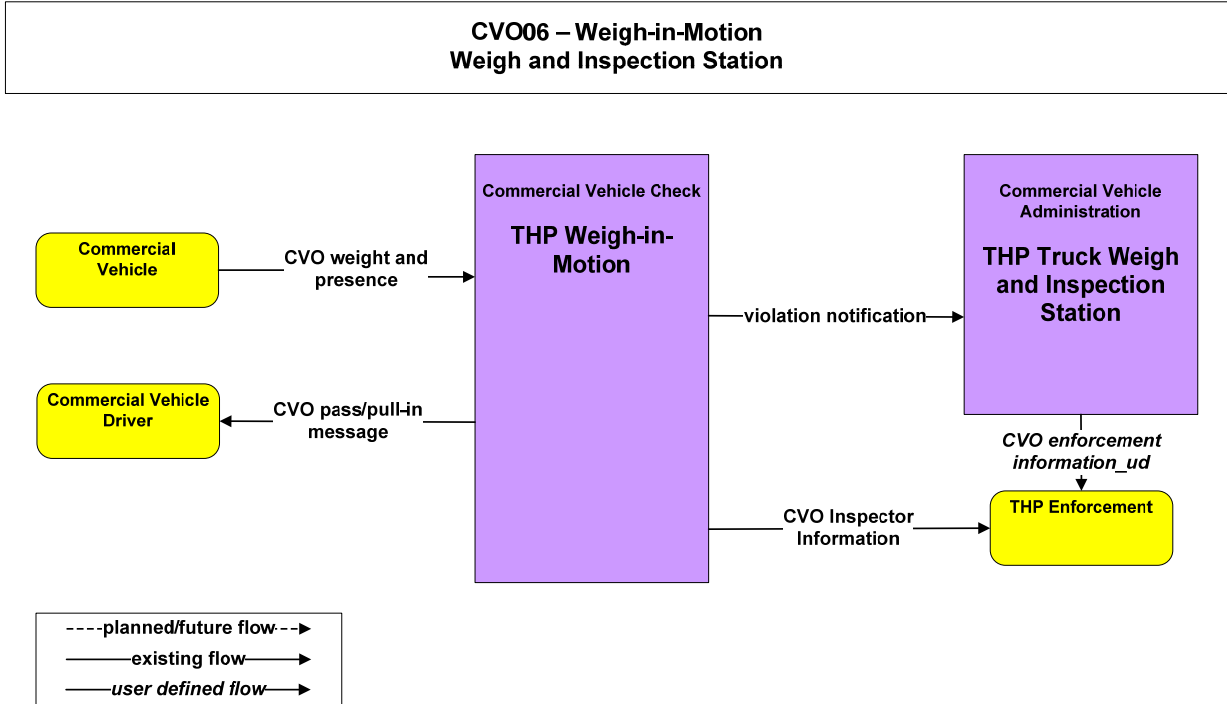 CVO06 – Weigh-in-Motion
Weigh and Inspection Station
Commercial Vehicle Check
THP Weigh-in-
Motion
Commercial Vehicle
Administration
THP Truck Weigh
and Inspection
Station
Commercial
Vehicle
CVO weight and
presence
violation notification
Commercial Vehicle
Driver
CVO pass/pull-in
message
CVO enforcement
information_ud
THP Enforcement
CVO Inspector
Information
planned/future flow
existing flow
user defined flow